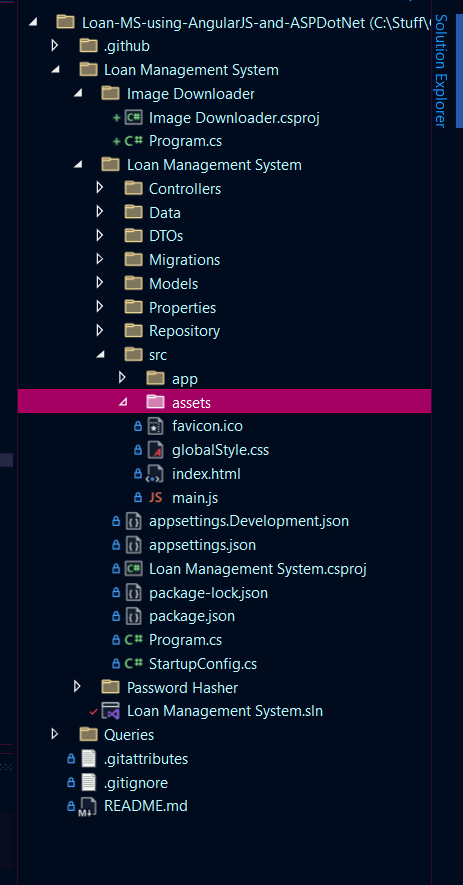 Loan-MS-using-AngularJS-and-ASPDotNet (C:\Stuff\
Solution Explorer
.github
Loan Management System
Image Downloader
Image Downloader.csproj
C# Program.cs
Loan Management System
Controllers
Data
DTOs
Migrations
Models
Properties
Repository
src
app
assets
favicon.ico
globalStyle.css
index.html
JS main.js
appsettings.Development.json
appsettings.json
Loan Management System.csproj
package-lock.json
package.json
C# Program.cs
C# StartupConfig.cs
Password Hasher
Loan Management System.sln
Queries
.gitattributes
.gitignore
README.md